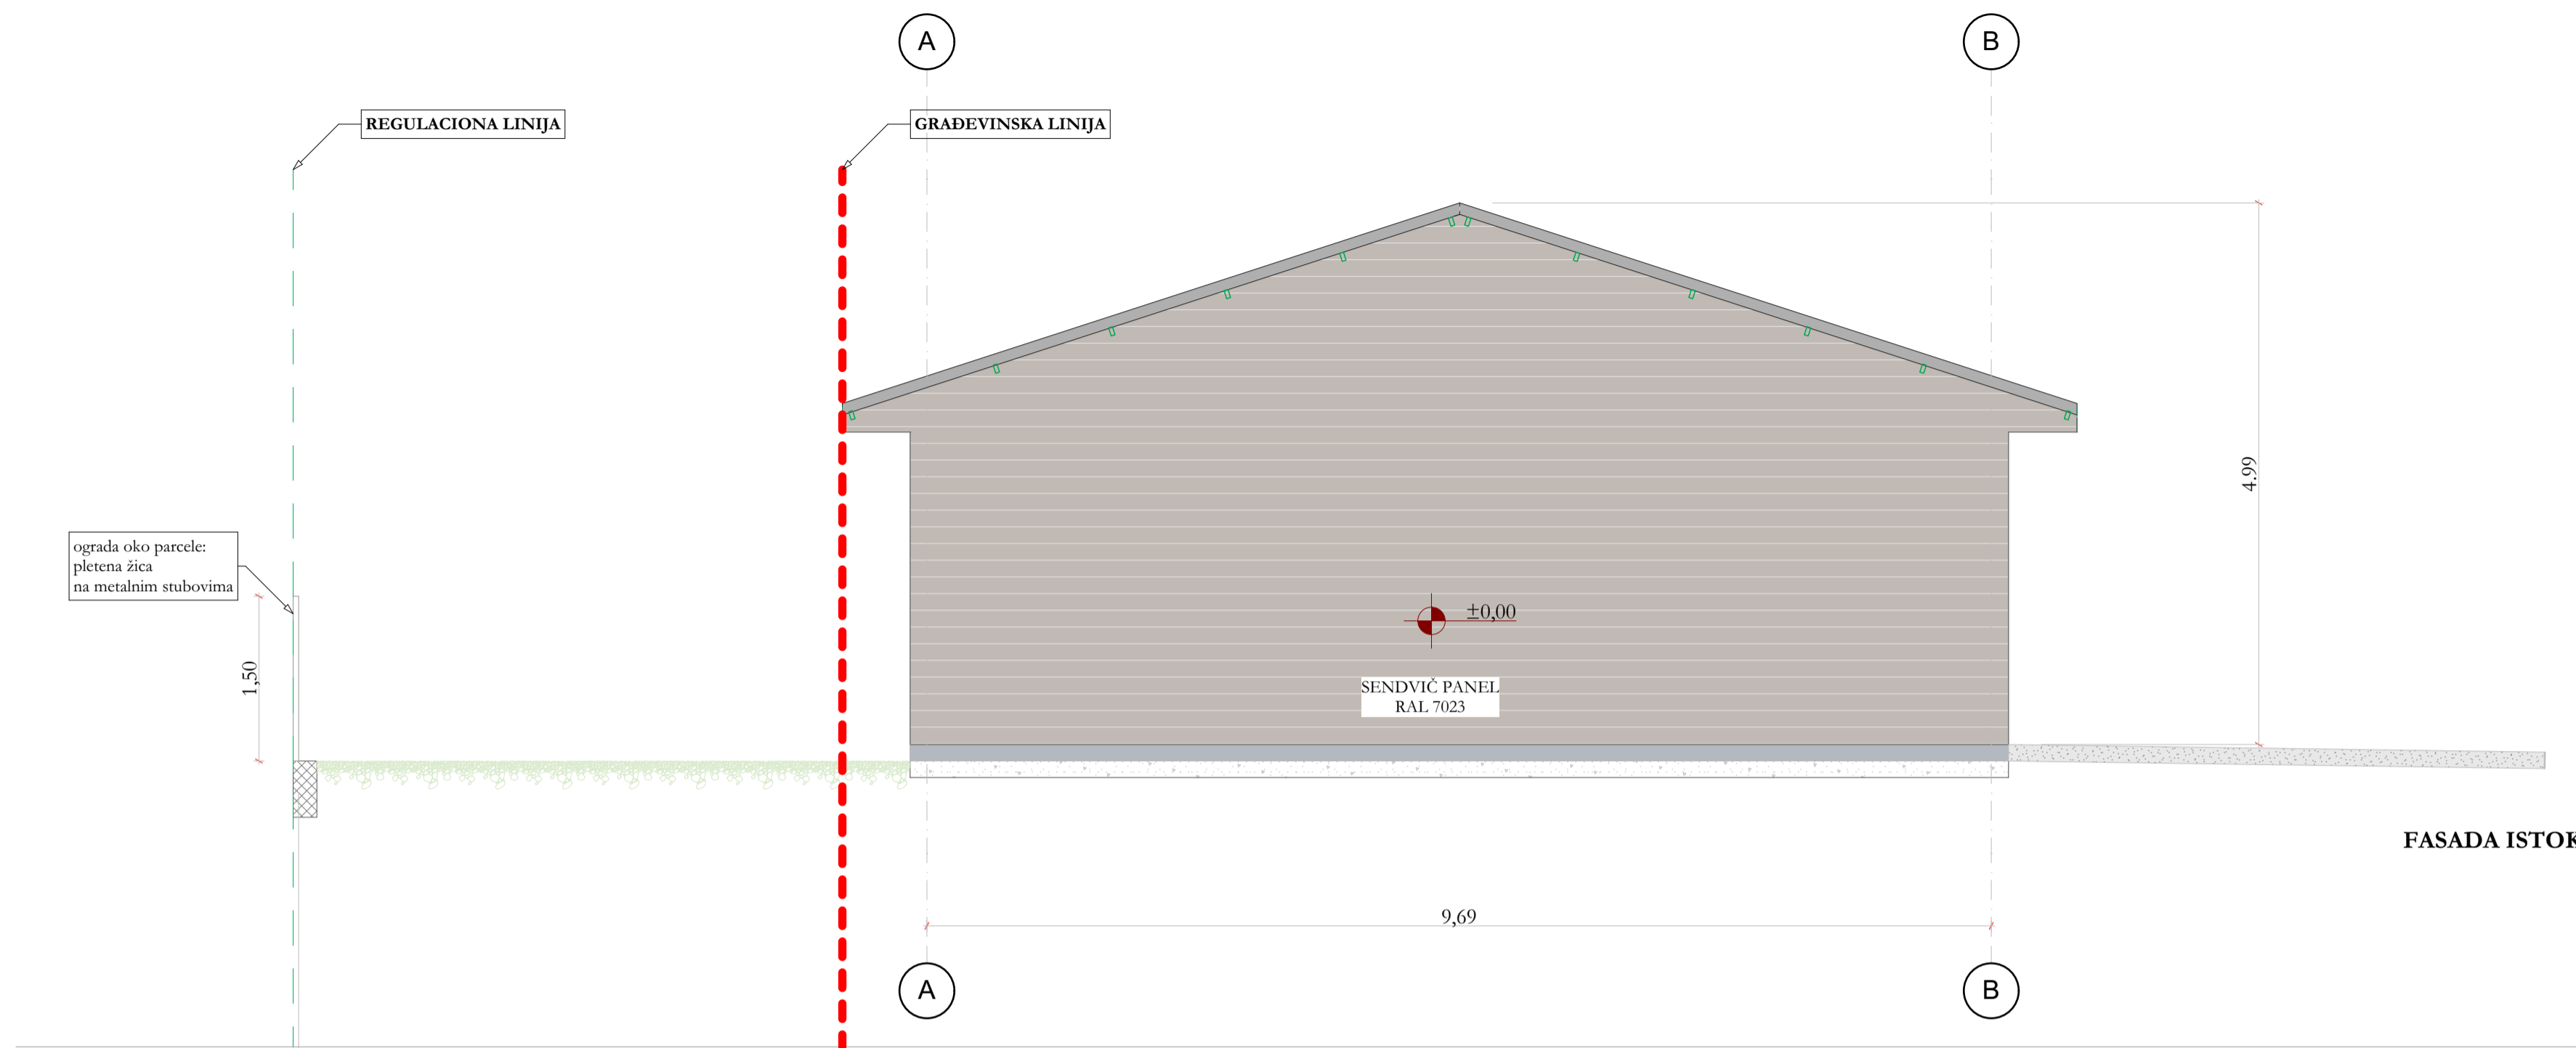 A
B
REGULACIONA LINIJA
GRAĐEVINSKA LINIJA
4.99
ograda oko parcele:
pletena žica
na metalnim stubovima
±0,00
1,50
SENDVIČ PANEL
RAL 7023
FASADA ISTOK
9,69
A
B